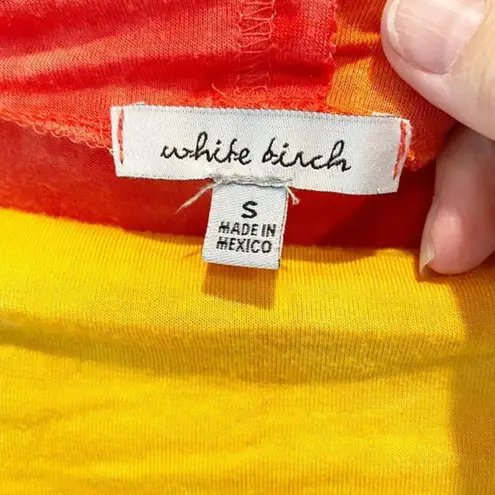 white birch
S
MADE IN
MEXICO